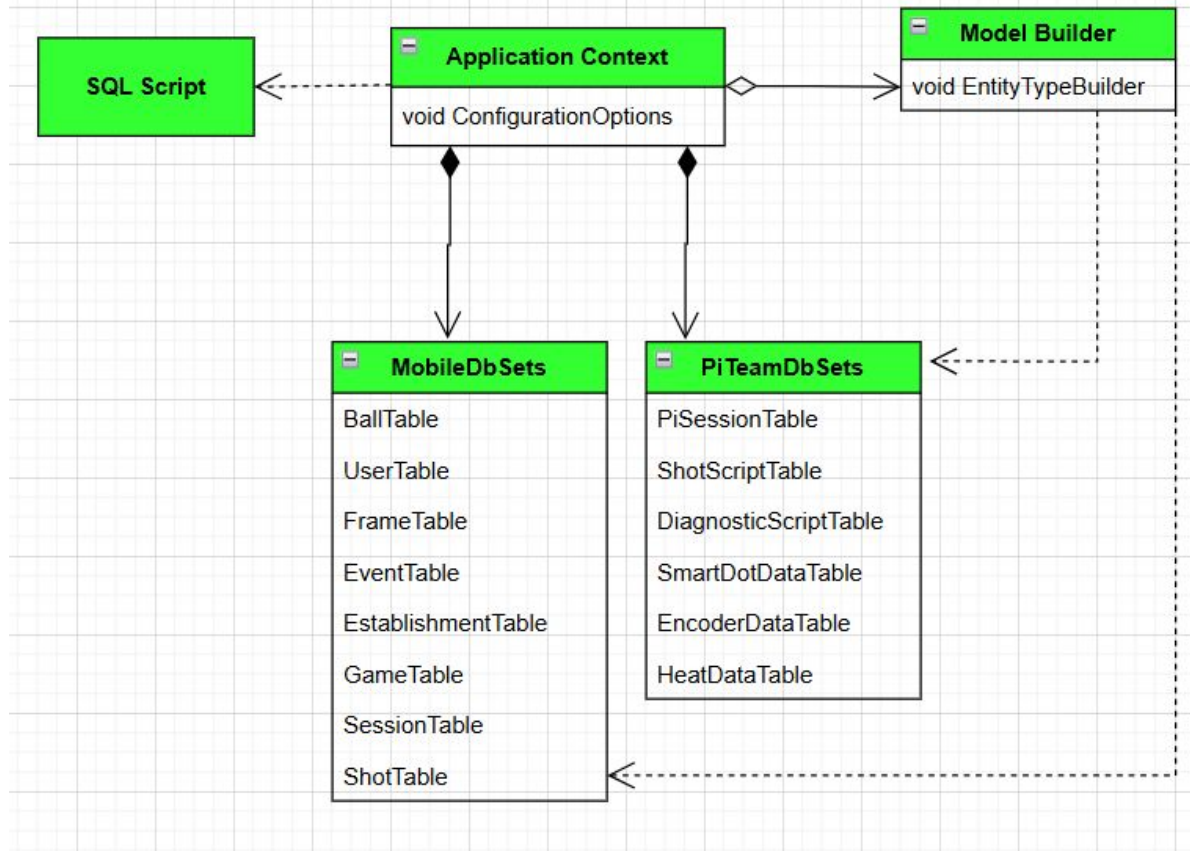 SQL Script
Application Context
void ConfigurationOptions
Model Builder
void EntityTypeBuilder
MobileDbSets
BallTable
UserTable
FrameTable
EventTable
EstablishmentTable
GameTable
SessionTable
ShotTable
PiTeamDbSets
PiSessionTable
ShotScriptTable
DiagnosticScriptTable
SmartDotDataTable
EncoderDataTable
HeatDataTable